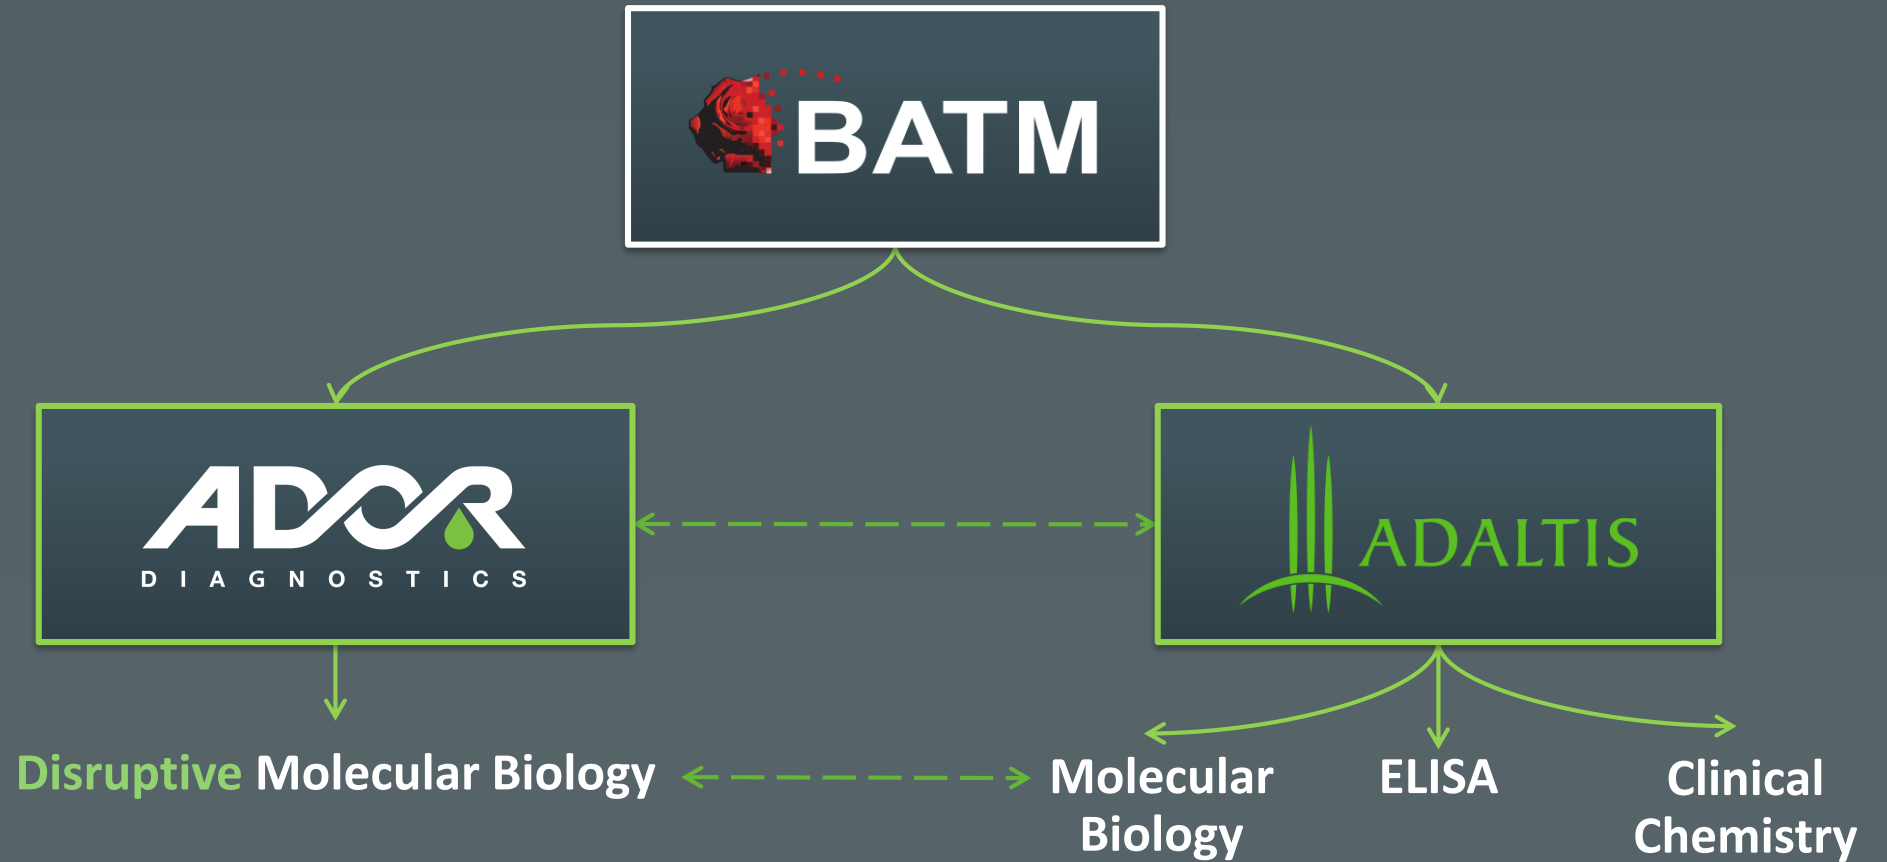 BATM
ADOR
DIAGNOSTICS
ADALTIS
Disruptive Molecular Biology
Molecular
Biology
ELISA
Clinical
Chemistry